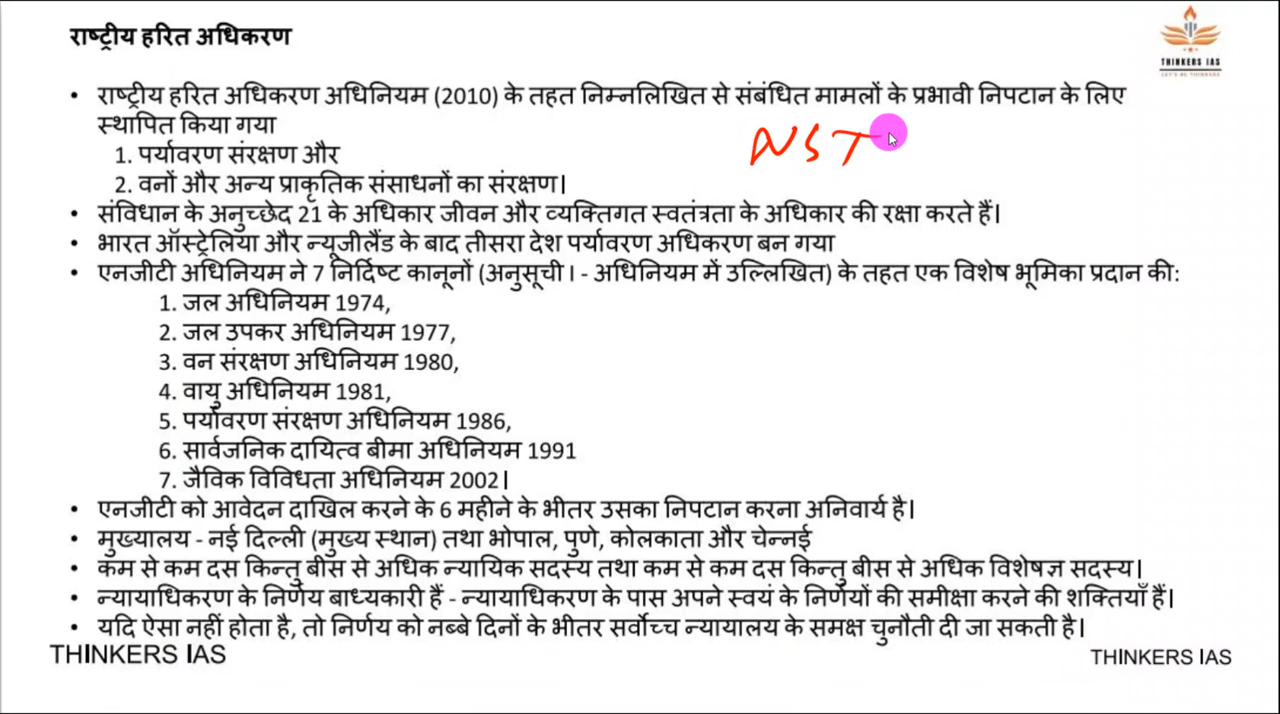 राष्ट्रीय हरित अधिकरण
THINKERS IAS
LET'S BE THINKERS
• राष्ट्रीय हरित अधिकरण अधिनियम (2010) के तहत निम्नलिखित से संबंधित मामलों के प्रभावी निपटान के लिए
स्थापित किया गया
NGT
1. पर्यावरण संरक्षण और
2. वनों और अन्य प्राकृतिक संसाधनों का संरक्षण।
• संविधान के अनुच्छेद 21 के अधिकार जीवन और व्यक्तिगत स्वतंत्रता के अधिकार की रक्षा करते हैं।
• भारत ऑस्ट्रेलिया और न्यूजीलैंड के बाद तीसरा देश पर्यावरण अधिकरण बन गया
• एनजीटी अधिनियम ने 7 निर्दिष्ट कानूनों (अनुसूची। - अधिनियम में उल्लिखित) के तहत एक विशेष भूमिका प्रदान की:
1. जल अधिनियम 1974,
2. जल उपकर अधिनियम 1977,
3. वन संरक्षण अधिनियम 1980,
4. वायु अधिनियम 1981,
5. पर्यावरण संरक्षण अधिनियम 1986,
6. सार्वजनिक दायित्व बीमा अधिनियम 1991
7. जैविक विविधता अधिनियम 2002।
• एनजीटी को आवेदन दाखिल करने के 6 महीने के भीतर उसका निपटान करना अनिवार्य है।
• मुख्यालय - नई दिल्ली (मुख्य स्थान) तथा भोपाल, पुणे, कोलकाता और चेन्नई
• कम से कम दस किन्तु बीस से अधिक न्यायिक सदस्य तथा कम से कम दस किन्तु बीस से अधिक विशेषज्ञ सदस्य।
• न्यायाधिकरण के निर्णय बाध्यकारी हैं - न्यायाधिकरण के पास अपने स्वयं के निर्णयों की समीक्षा करने की शक्तियाँ हैं।
• यदि ऐसा नहीं होता है, तो निर्णय को नब्बे दिनों के भीतर सर्वोच्च न्यायालय के समक्ष चुनौती दी जा सकती है।
THINKERS IAS
THINKERS IAS